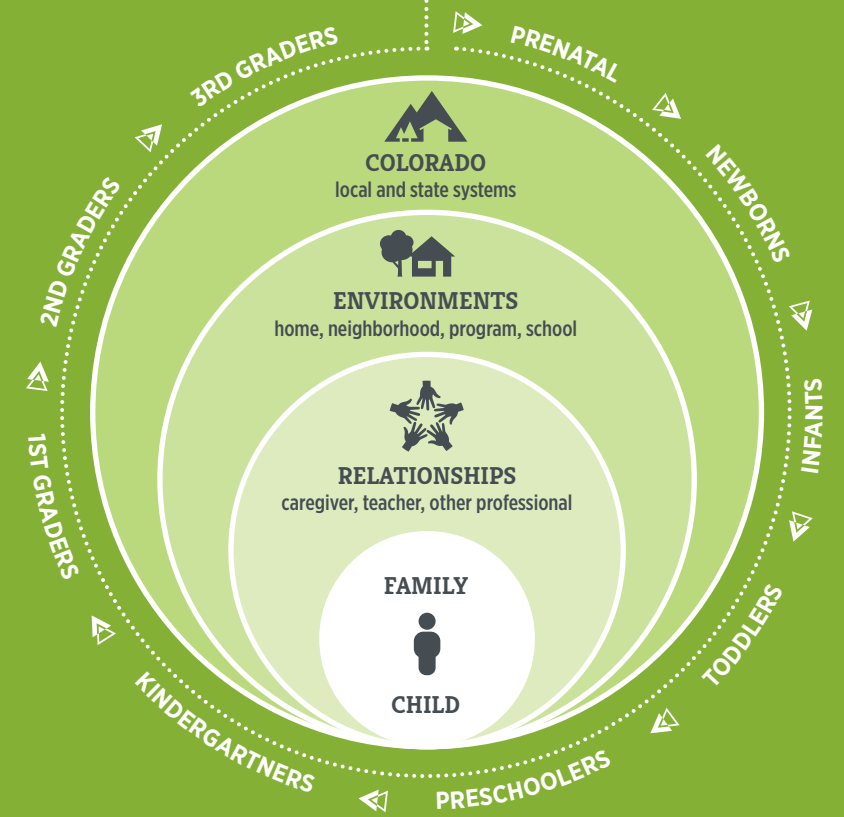 PRENATAL
NEWBORNS
INFANTS
TODDLERS
PRESCHOOLERS
KINDERGARTNERS
1ST GRADERS
2ND GRADERS
3RD GRADERS
COLORADO
local and state systems
ENVIRONMENTS
home, neighborhood, program, school
RELATIONSHIPS
caregiver, teacher, other professional
FAMILY
CHILD